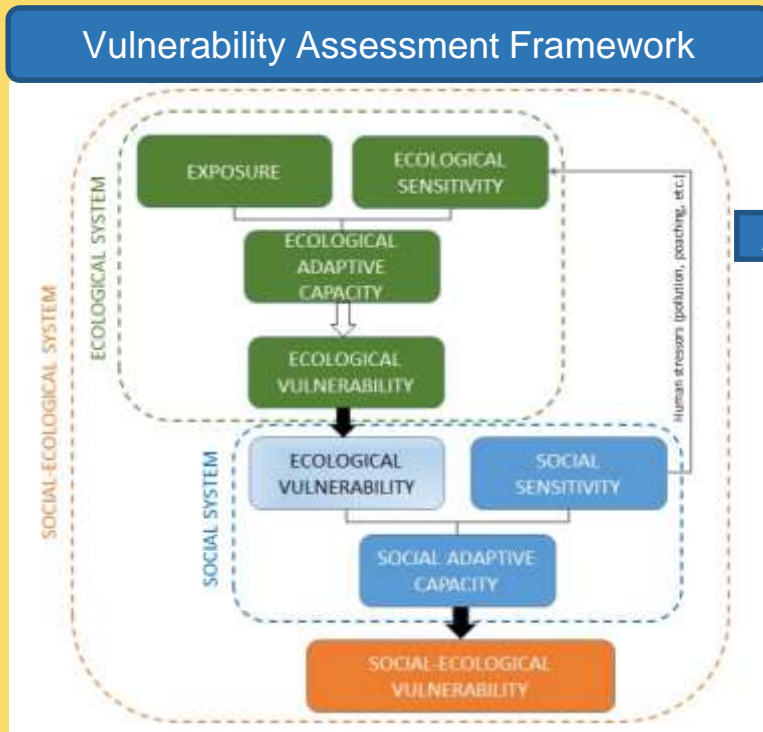 Vulnerability Assessment Framework
SOCIAL-ECOLOGICAL SYSTEM
ECOLOGICAL SYSTEM
EXPOSURE
ECOLOGICAL
SENSITIVITY
ECOLOGICAL
ADAPTIVE
CAPACITY
ECOLOGICAL
VULNERABILITY
Human stressors (pollution, poaching, etc.)
SOCIAL SYSTEM
ECOLOGICAL
VULNERABILITY
SOCIAL
SENSITIVITY
SOCIAL ADAPTIVE
CAPACITY
SOCIAL-ECOLOGICAL
VULNERABILITY